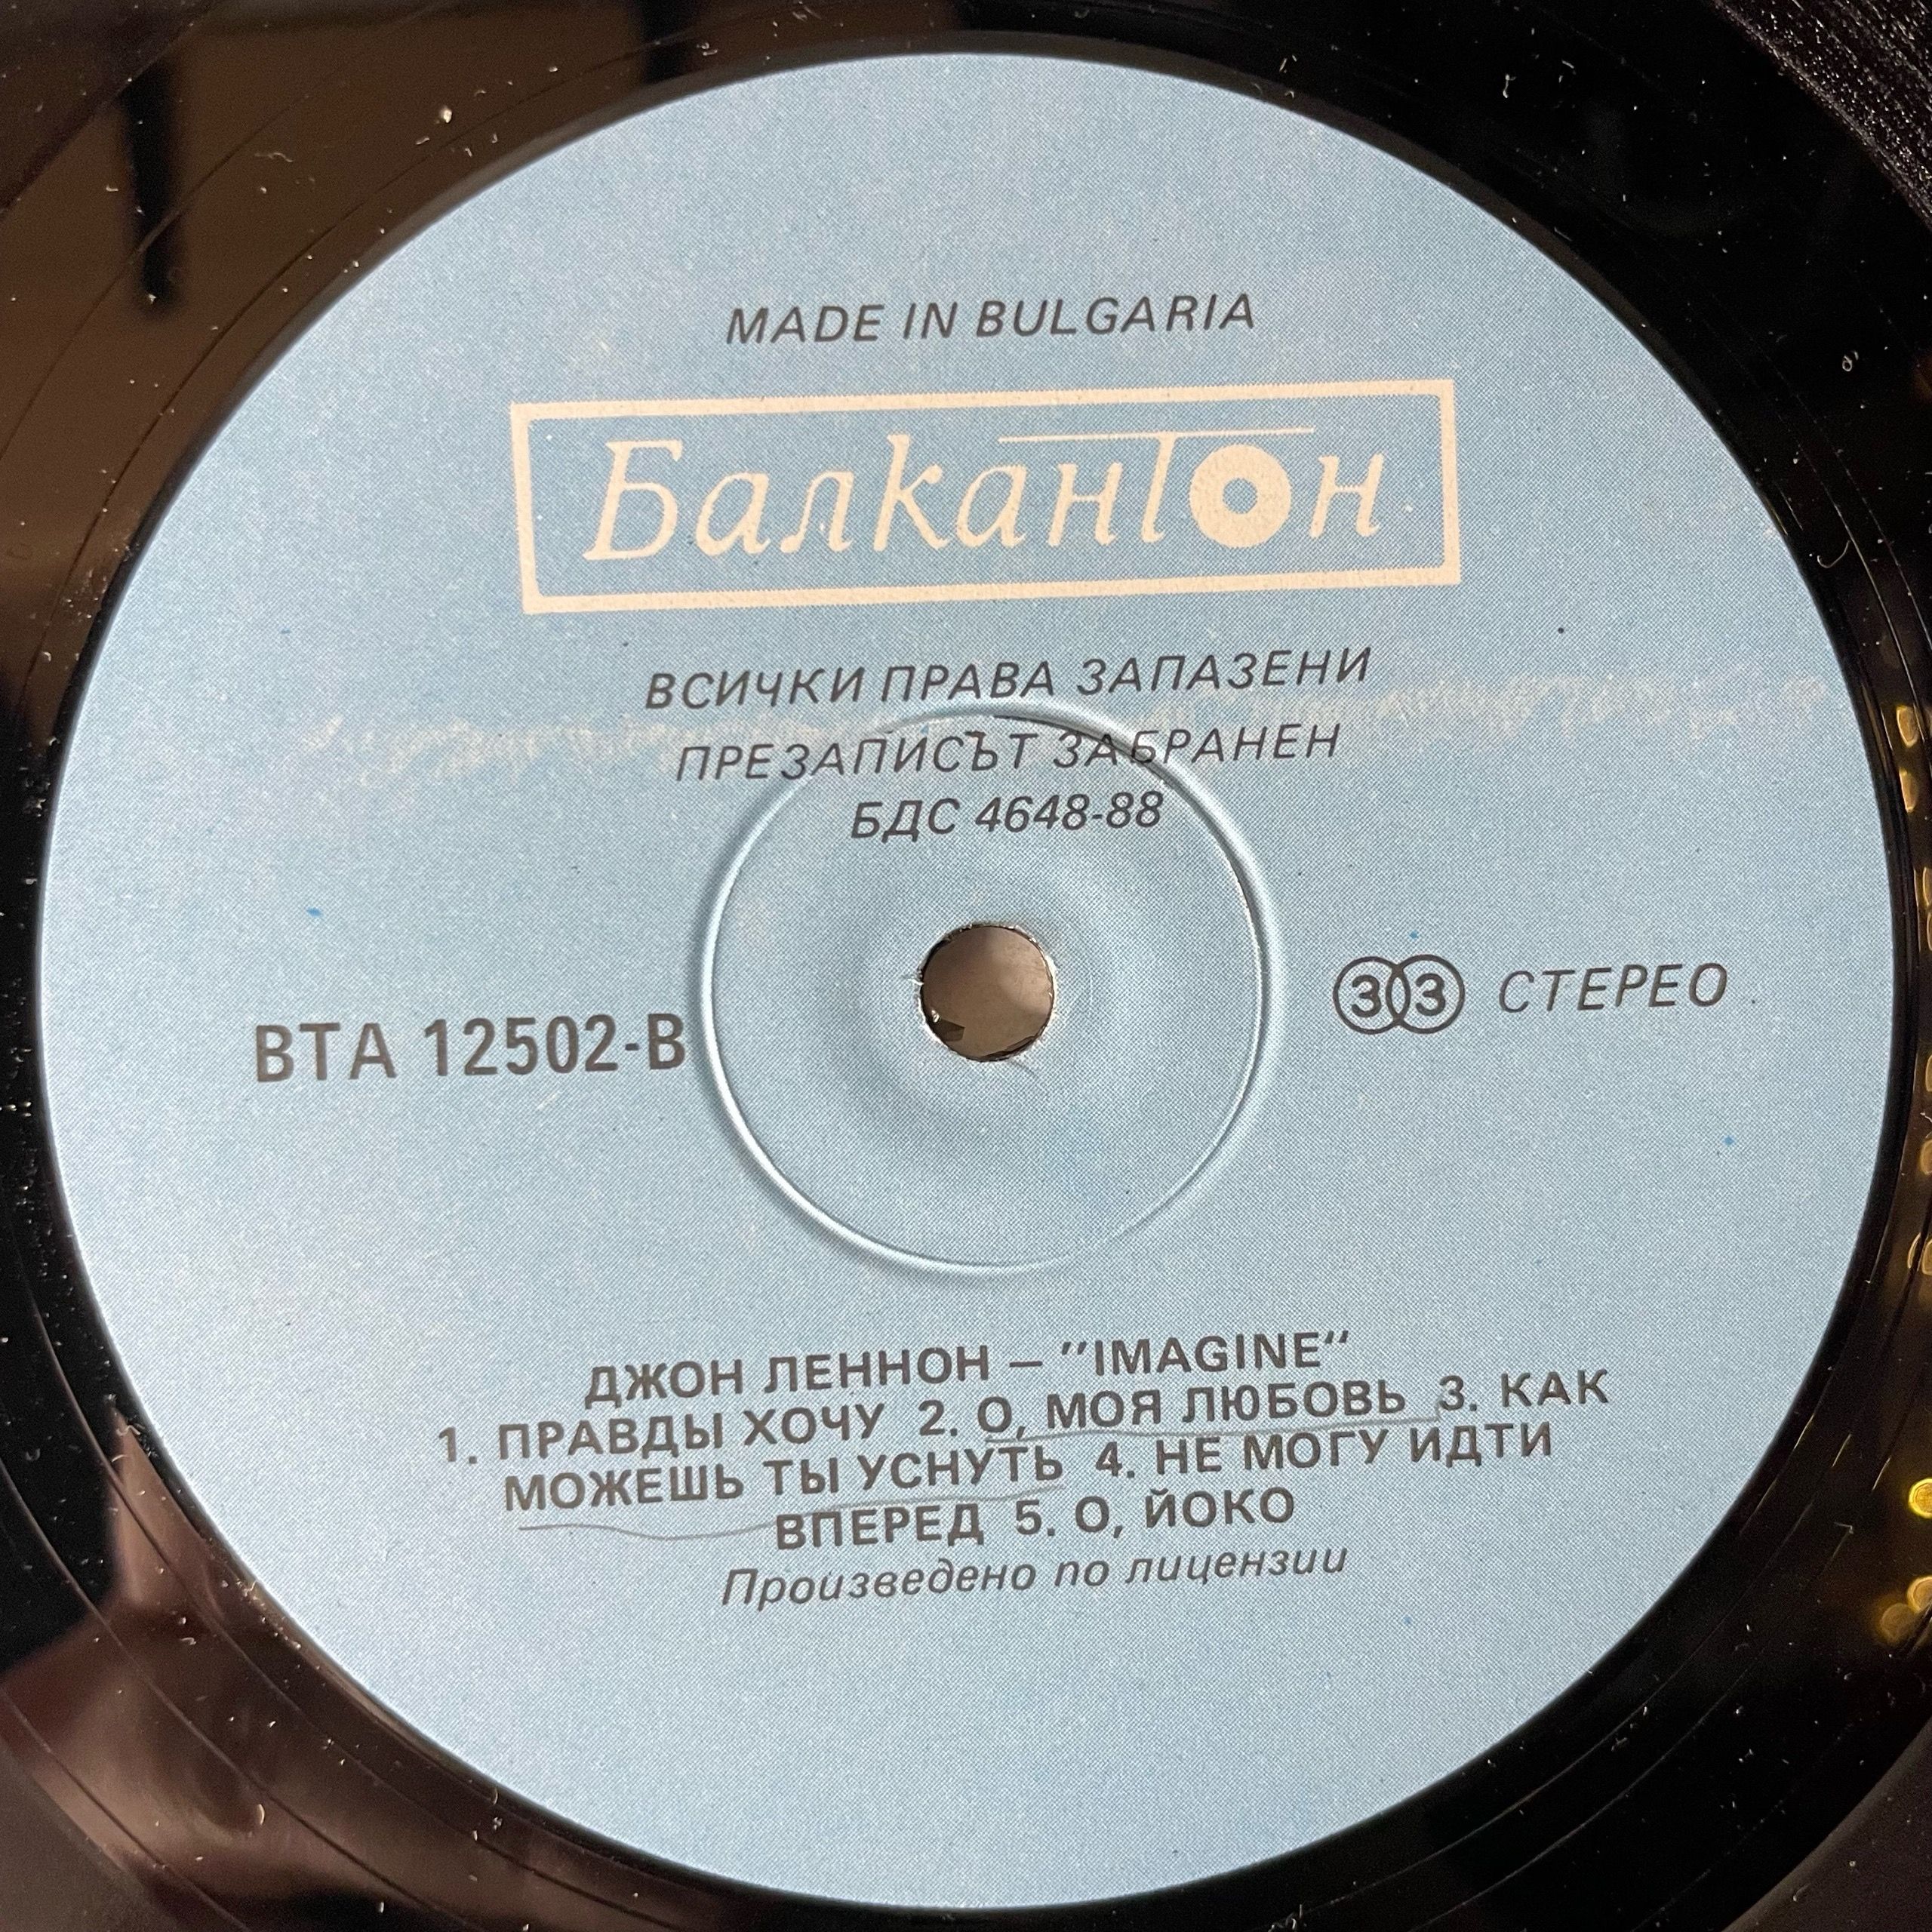 MADE IN BULGARIA
Балкантон
ВСИЧКИ ПРАВА ЗАПАЗЕНИ
ПРЕЗАПИСЪТ ЗАБРАНЕН
БДС 4648-88
ВТА 12502-В
33 СТЕРЕО
ДЖОН ЛЕННОН – "IMAGINE"
1. ПРАВДЫ ХОЧУ 2. О, МОЯ ЛЮБОВЬ 3. КАК
МОЖЕШЬ ТЫ УСНУТЬ 4. НЕ МОГУ ИДТИ
ВПЕРЕД 5. О, ЙОКО
Произведено по лицензии